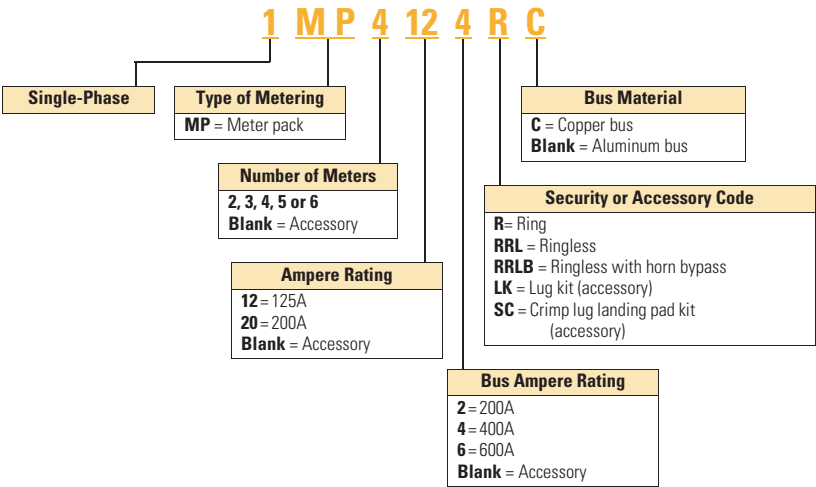 1 MP 4 12 4 R C
Single-Phase
Type of Metering
MP = Meter pack
Number of Meters
2, 3, 4, 5 or 6
Blank = Accessory
Ampere Rating
12 = 125A
20 = 200A
Blank = Accessory
Bus Ampere Rating
2 = 200A
4 = 400A
6 = 600A
Blank = Accessory
Security or Accessory Code
R= Ring
RRL = Ringless
RRLB = Ringless with horn bypass
LK = Lug kit (accessory)
SC = Crimp lug landing pad kit
(accessory)
Bus Material
C = Copper bus
Blank = Aluminum bus